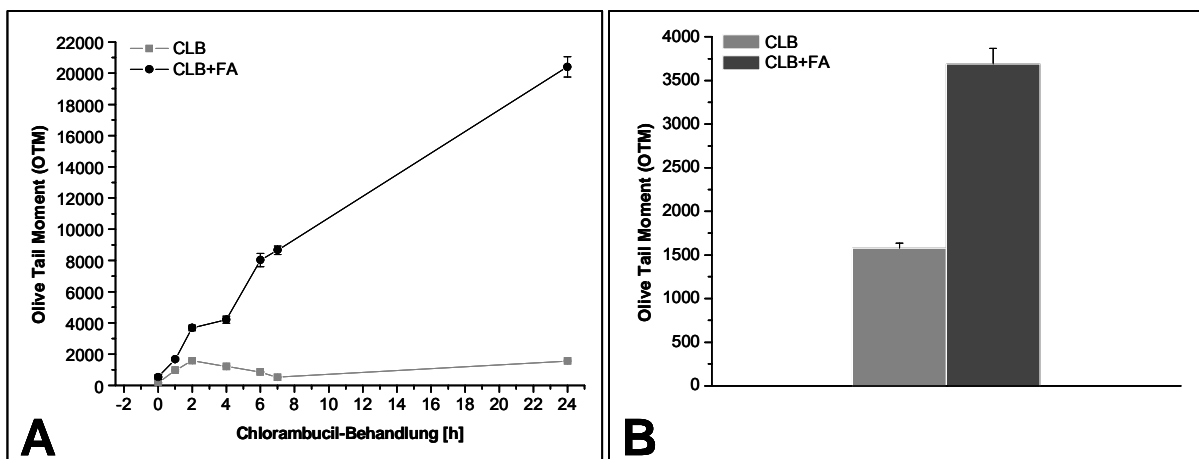 CLB
CLB+FA
22000
20000
18000
16000
14000
12000
10000
8000
6000
4000
2000
0
Olive Tail Moment (OTM)
-2 0 2 4 6 8 10 12 14 16 18 20 22 24
Chlorambucil-Behandlung [h]
A
CLB
CLB+FA
4000
3500
3000
2500
2000
1500
1000
500
0
Olive Tail Moment (OTM)
B